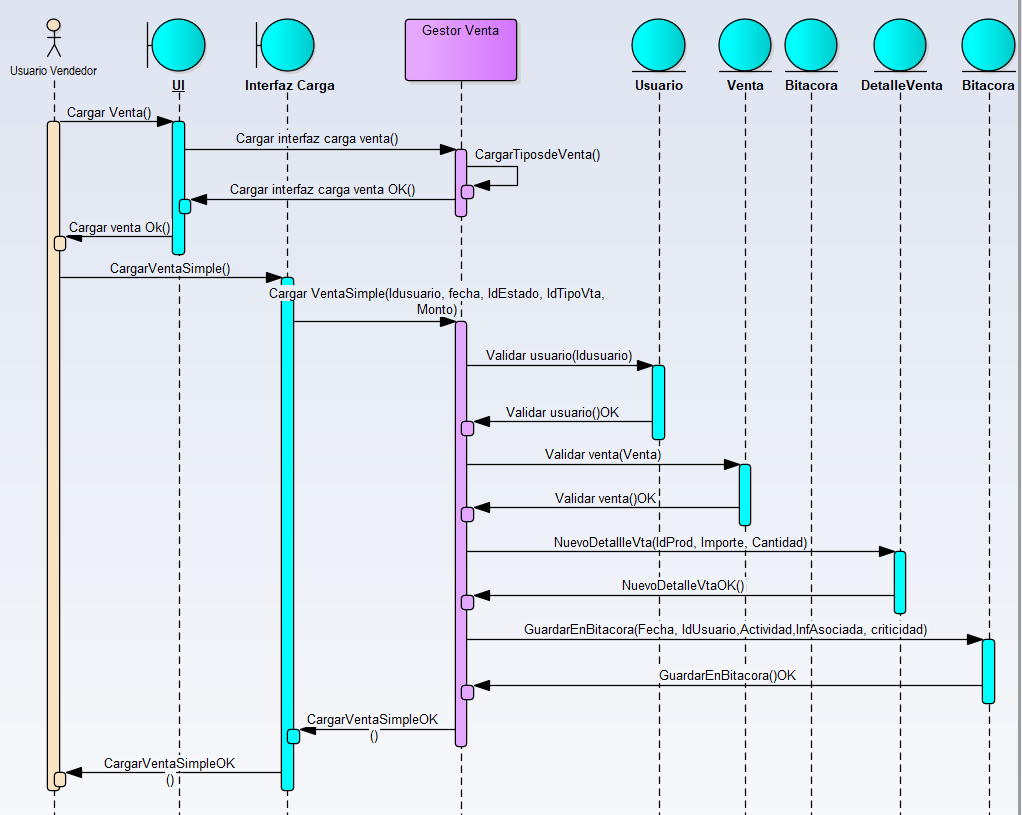 Gestor Venta
Usuario Vendedor
UI
Interfaz Carga
Usuario
Venta
Bitacora
DetalleVenta
Bitacora
Cargar Venta()
Cargar interfaz carga venta()
CargarTiposdeVenta()
Cargar interfaz carga venta OK()
Cargar venta Ok()
CargarVentaSimple()
Cargar VentaSimple(Idusuario, fecha, IdEstado, IdTipoVta,
Monto)
Validar usuario(Idusuario)
Validar usuario()OK
Validar venta(Venta)
Validar venta()OK
NuevoDetallleVta(IdProd, Importe, Cantidad)
NuevoDetalleVtaOK()
GuardarEnBitacora(Fecha, IdUsuario,Actividad,InfAsociada, criticidad)
GuardarEnBitacora()OK
CargarVentaSimpleOK
()
CargarVentaSimpleOK
()